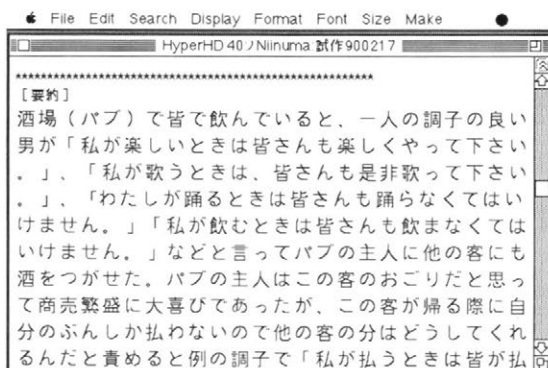 File Edit Search Display Format Font Size Make
HyperHD 40ノNiinuma 試作900217
*********************************************************
[要約]
酒場(パブ)で皆で飲んでいると、一人の調子の良い
男が「私が楽しいときは皆さんも楽しくやって下さい
。」、「私が歌うときは、皆さんも是非歌って下さい
。」、「わたしが踊るときは皆さんも踊らなくてはい
けません。」「私が飲むときは皆さんも飲まなくては
いけません。」などと言ってパブの主人に他の客にも
酒をつがせた。パブの主人はこの客のおごりだと思っ
て商売繁盛に大喜びであったが、この客が帰る際に自
分のぶんしか払わないので他の客の分はどうしてくれ
るんだと責めると例の調子で「私が払うときは皆が払